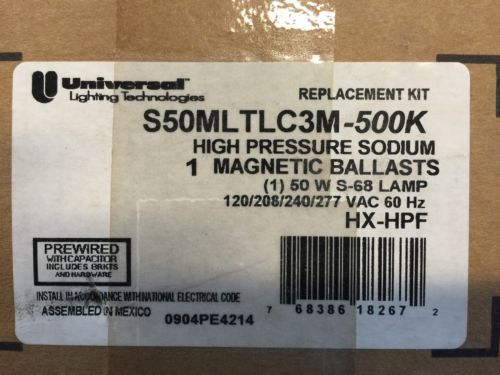 Universal
Lighting Technologies
REPLACEMENT KIT
S50MLTLC3M-500K
HIGH PRESSURE SODIUM
1 MAGNETIC BALLASTS
(1) 50 W S-68 LAMP
120/208/240/277 VAC 60 Hz
HX-HPF
PREWIRED
WITH CAPACITOR
INCLUDES BRKTS
AND HARDWARE
INSTALL IN ACCORDANCE WITH NATIONAL ELECTRICAL CODE
ASSEMBLED IN MEXICO
0904PE4214
7 68386 18267 2